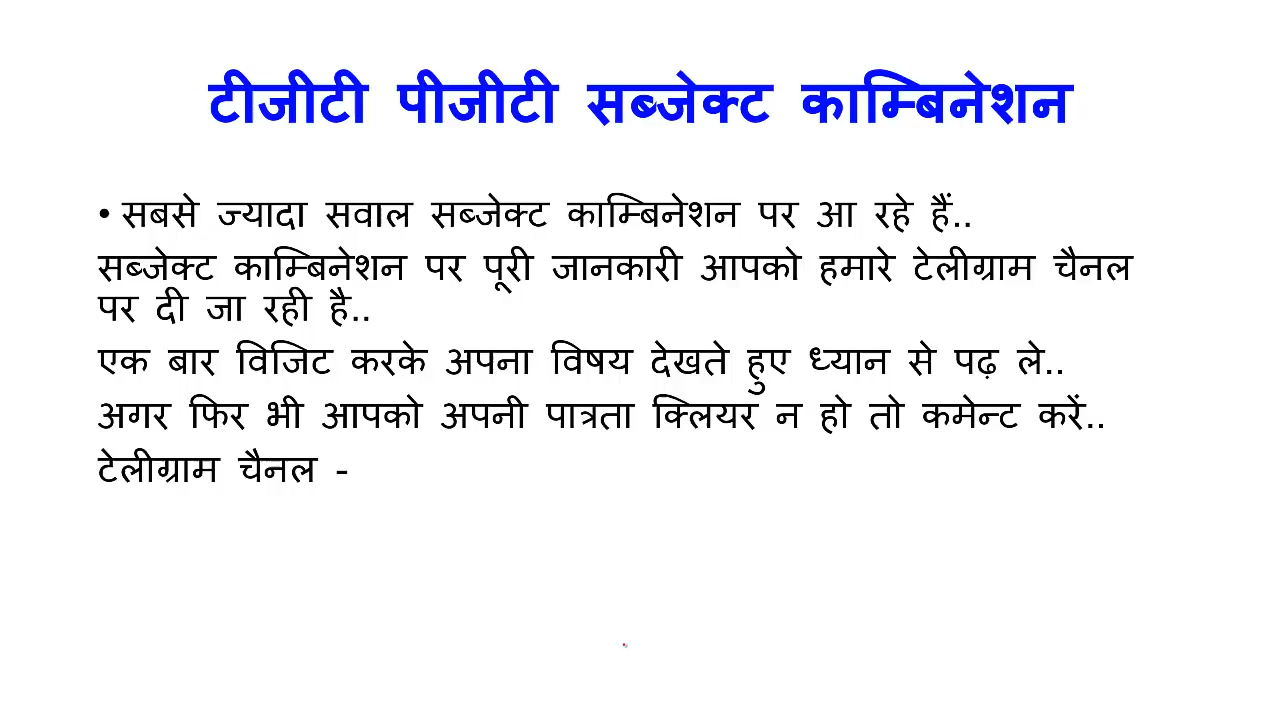 टीजीटी पीजीटी सब्जेक्ट काम्बिनेशन
• सबसे ज्यादा सवाल सब्जेक्ट काम्बिनेशन पर आ रहे हैं..
सब्जेक्ट काम्बिनेशन पर पूरी जानकारी आपको हमारे टेलीग्राम चैनल
पर दी जा रही है..
एक बार विजिट करके अपना विषय देखते हुए ध्यान से पढ़ ले..
अगर फिर भी आपको अपनी पात्रता क्लियर न हो तो कमेन्ट करें..
टेलीग्राम चैनल -